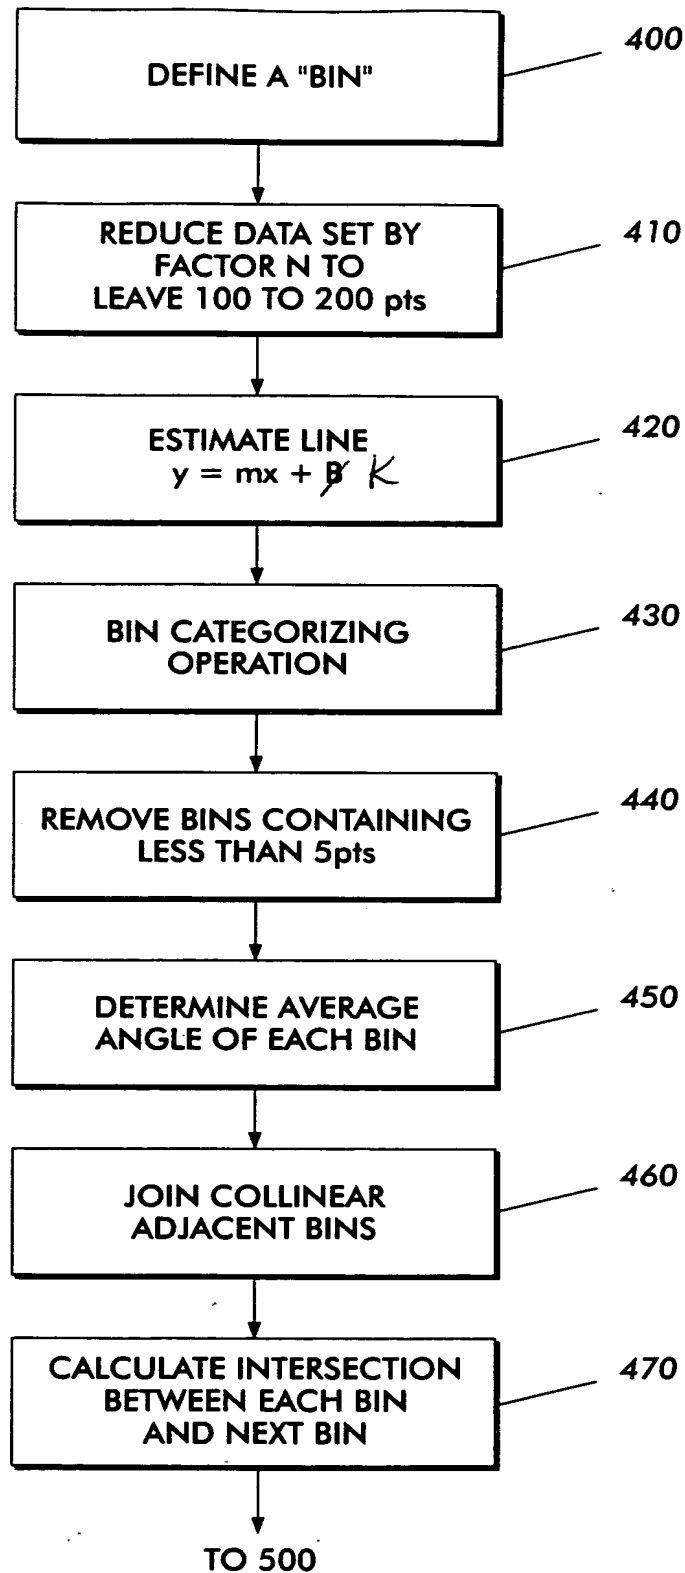 DEFINE A "BIN"
400
REDUCE DATA SET BY
FACTOR N TO
LEAVE 100 TO 200 pts
410
ESTIMATE LINE
y = mx + B K
420
BIN CATEGORIZING
OPERATION
430
REMOVE BINS CONTAINING
LESS THAN 5pts
440
DETERMINE AVERAGE
ANGLE OF EACH BIN
450
JOIN COLLINEAR
ADJACENT BINS
460
CALCULATE INTERSECTION
BETWEEN EACH BIN
AND NEXT BIN
470
TO 500